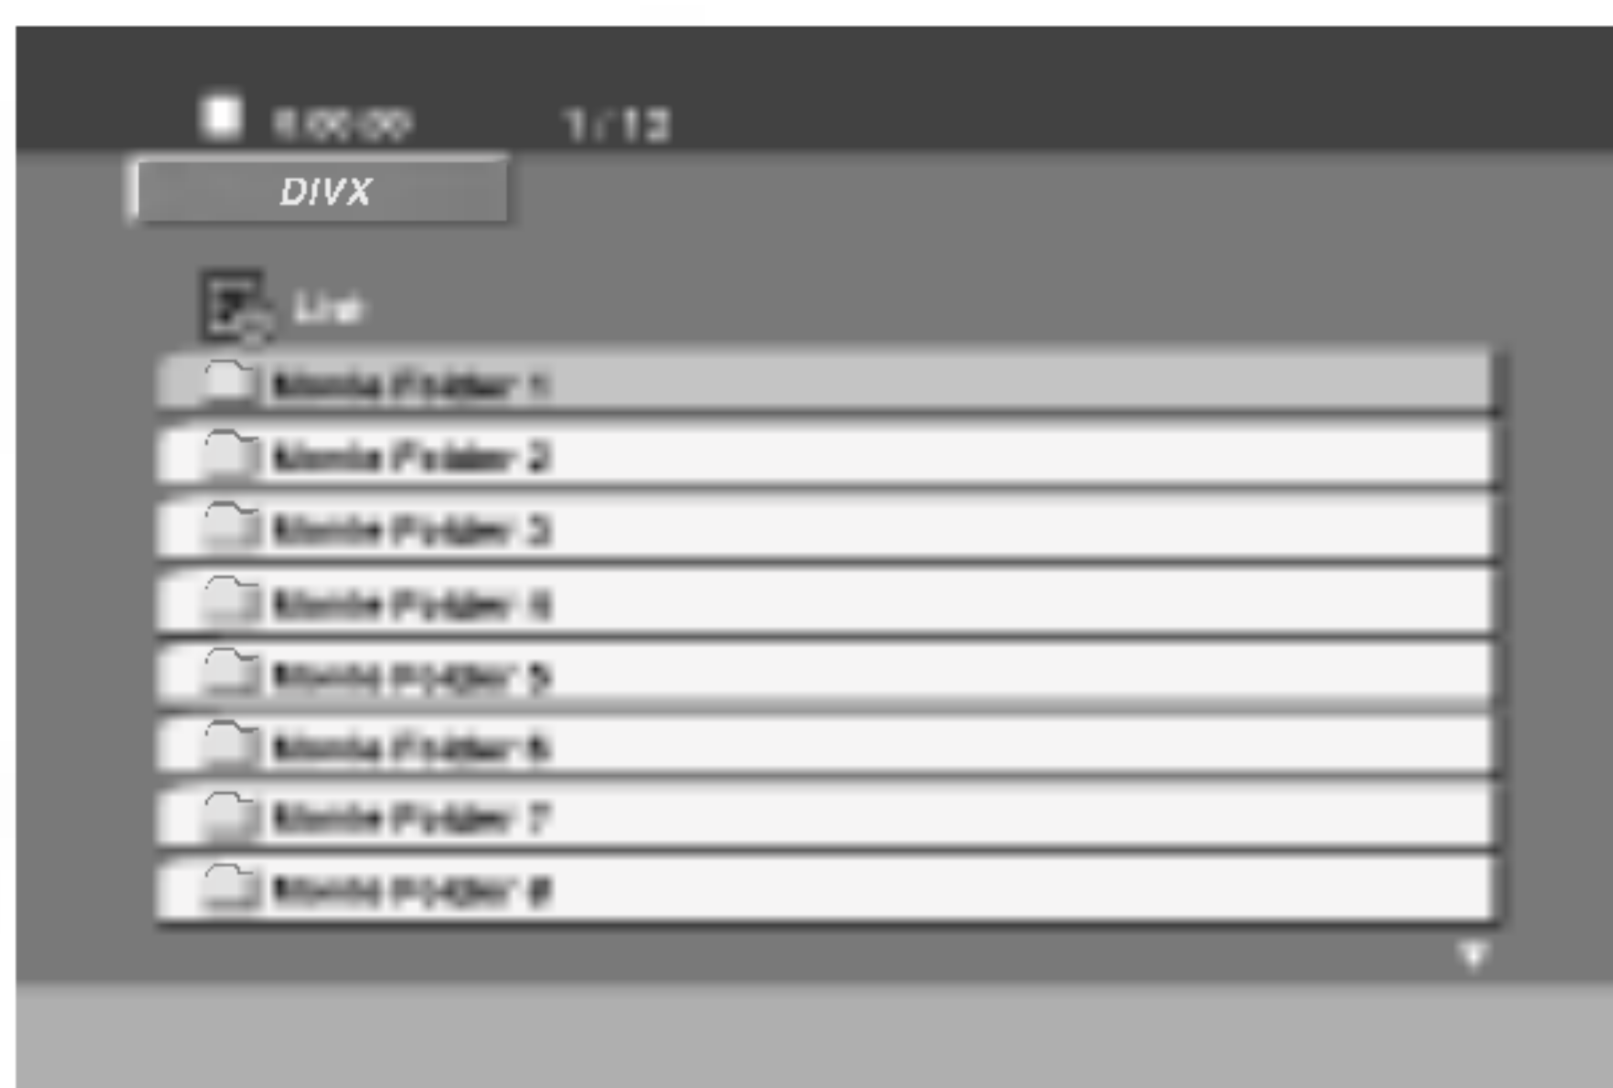 0:00:00 1 / 13
DIVX
List
Movie Folder 1
Movie Folder 2
Movie Folder 3
Movie Folder 4
Movie Folder 5
Movie Folder 6
Movie Folder 7
Movie Folder 8